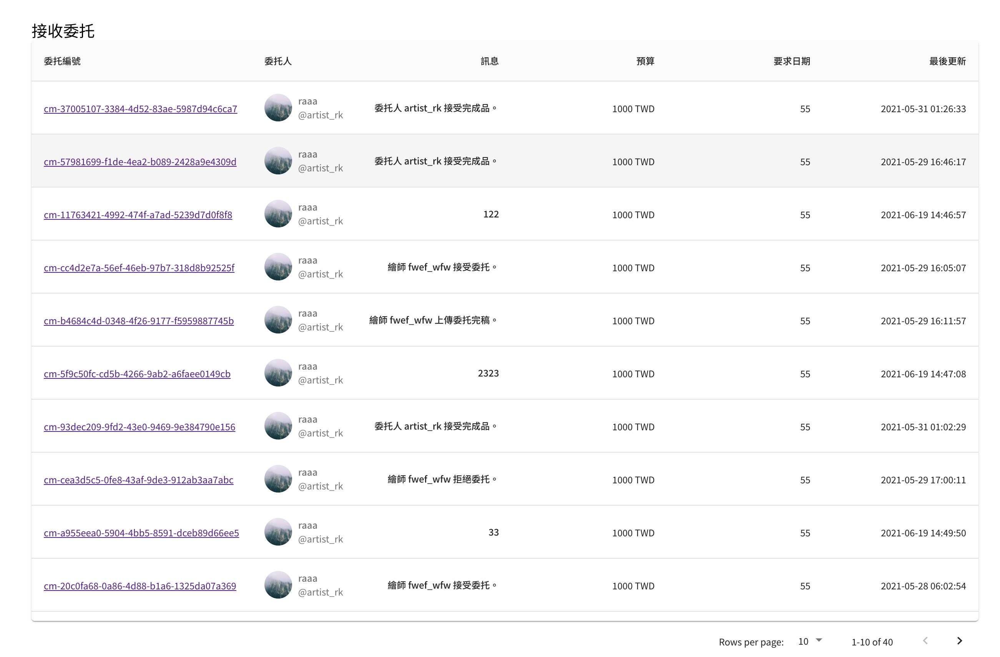 接收委托
委托編號 委托人 訊息 預算 要求日期 最後更新
cm-37005107-3384-4d52-83ae-5987d94c6ca7 raaa @artist_rk 委托人 artist_rk 接受完成品。 1000 TWD 55 2021-05-31 01:26:33
cm-57981699-f1de-4ea2-b089-2428a9e4309d raaa @artist_rk 委托人 artist_rk 接受完成品。 1000 TWD 55 2021-05-29 16:46:17
cm-11763421-4992-474f-a7ad-5239d7d0f8f8 raaa @artist_rk 122 1000 TWD 55 2021-06-19 14:46:57
cm-cc4d2e7a-56ef-46eb-97b7-318d8b92525f raaa @artist_rk 繪師 fwef_wfw 接受委托。 1000 TWD 55 2021-05-29 16:05:07
cm-b4684c4d-0348-4f26-9177-f5959887745b raaa @artist_rk 繪師 fwef_wfw 上傳委托完稿。 1000 TWD 55 2021-05-29 16:11:57
cm-5f9c50fc-cd5b-4266-9ab2-a6faee0149cb raaa @artist_rk 2323 1000 TWD 55 2021-06-19 14:47:08
cm-93dec209-9fd2-43e0-9469-9e384790e156 raaa @artist_rk 委托人 artist_rk 接受完成品。 1000 TWD 55 2021-05-31 01:02:29
cm-cea3d5c5-0fe8-43af-9de3-912ab3aa7abc raaa @artist_rk 繪師 fwef_wfw 拒絕委托。 1000 TWD 55 2021-05-29 17:00:11
cm-a955eea0-5904-4bb5-8591-dceb89d66ee5 raaa @artist_rk 33 1000 TWD 55 2021-06-19 14:49:50
cm-20c0fa68-0a86-4d88-b1a6-1325da07a369 raaa @artist_rk 繪師 fwef_wfw 接受委托。 1000 TWD 55 2021-05-28 06:02:54
Rows per page: 10 1-10 of 40